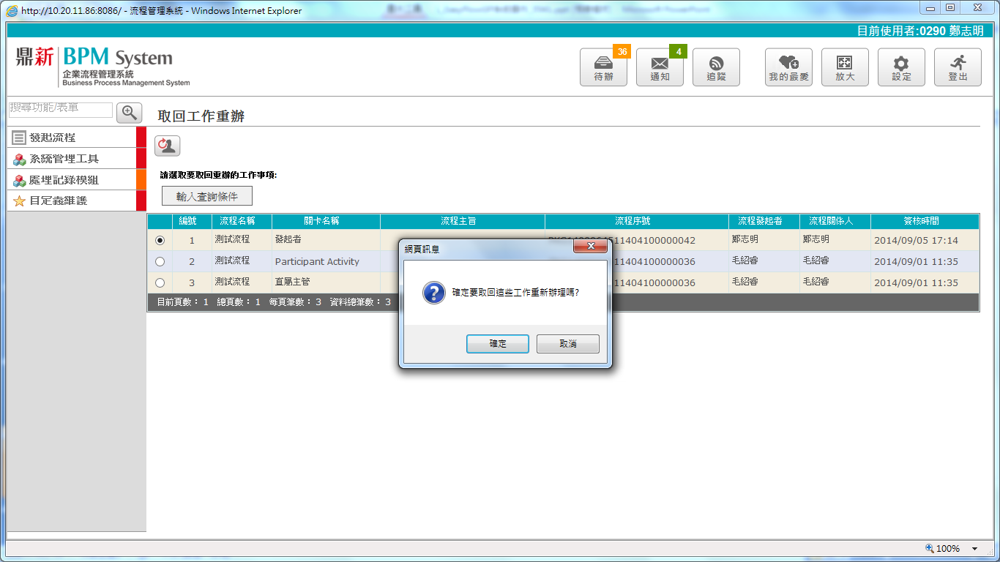 http://10.20.11.86:8086/ - 流程管理系統 - Windows Internet Explorer
目前使用者:0290 鄭志明
鼎新 BPM System
企業流程管理系統
Business Process Management System
36
4
待辦 通知 追蹤 我的最愛 放大 設定 登出
搜尋功能/表單
取回工作重辦
發起流程
系統管理工具
處理記錄模組
自定義維護
請選取要取回重辦的工作事項:
輸入查詢條件
編號 流程名稱 關卡名稱 流程主旨 流程序號 流程發起者 流程關係人 簽核時間
1 測試流程 發起者 11404100000042 鄭志明 鄭志明 2014/09/05 17:14
2 測試流程 Participant Activity 11404100000036 毛紹睿 毛紹睿 2014/09/01 11:35
3 測試流程 直屬主管 11404100000036 毛紹睿 毛紹睿 2014/09/01 11:35
目前頁數： 1 總頁數： 1 每頁筆數： 3 資料總筆數： 3
網頁訊息
確定要取回這些工作重新辦理嗎?
確定 取消
100%